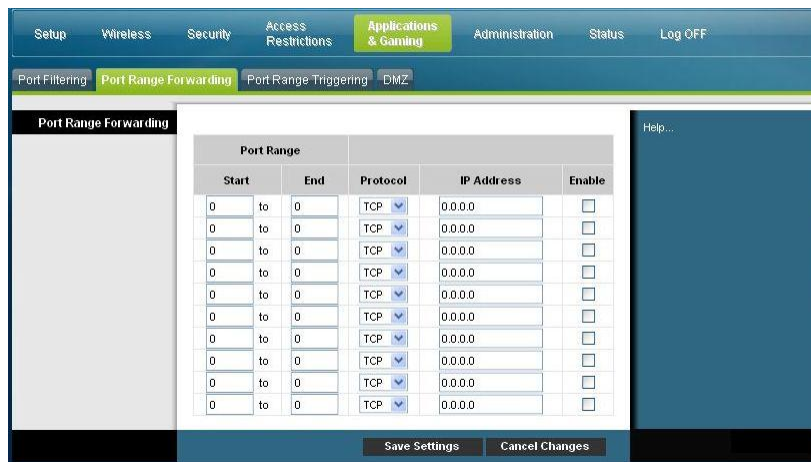 Setup Wireless Security Access Restrictions Applications & Gaming Administration Status Log OFF
Port Filtering Port Range Forwarding Port Range Triggering DMZ
Port Range Forwarding
Help...
Port Range
Start End Protocol IP Address Enable
0 to 0 TCP 0.0.0.0
0 to 0 TCP 0.0.0.0
0 to 0 TCP 0.0.0.0
0 to 0 TCP 0.0.0.0
0 to 0 TCP 0.0.0.0
0 to 0 TCP 0.0.0.0
0 to 0 TCP 0.0.0.0
0 to 0 TCP 0.0.0.0
0 to 0 TCP 0.0.0.0
0 to 0 TCP 0.0.0.0
Save Settings Cancel Changes